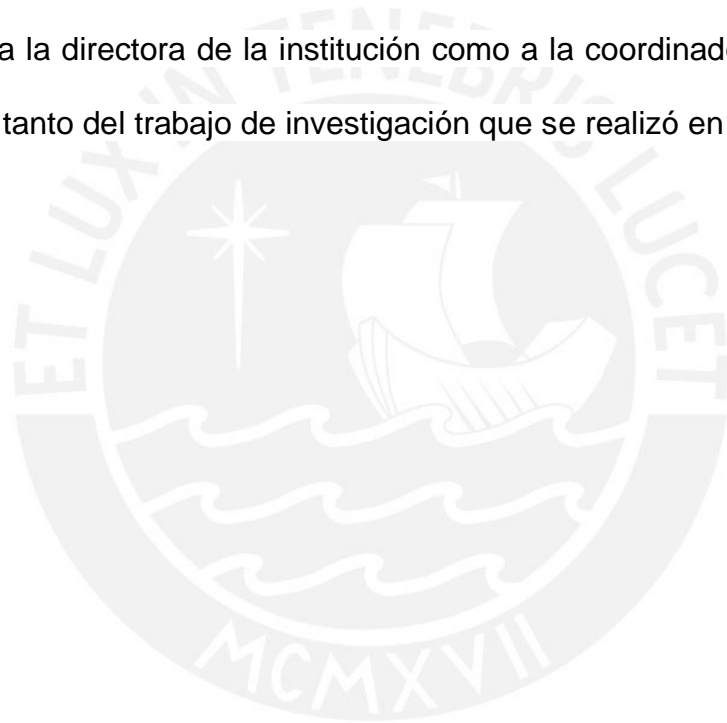 a la directora de la institución como a la coordinad
tanto del trabajo de investigación que se realizó en
ET LUX IN TENEBRIS LUCET
MCMXVII